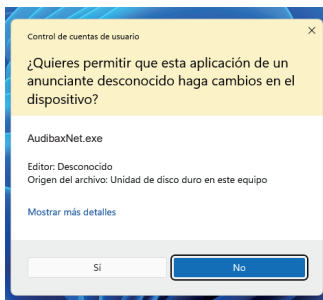 Control de cuentas de usuario
¿Quieres permitir que esta aplicación de un
anunciante desconocido haga cambios en el
dispositivo?
AudibaxNet.exe
Editor: Desconocido
Origen del archivo: Unidad de disco duro en este equipo
Mostrar más detalles
Sí
No